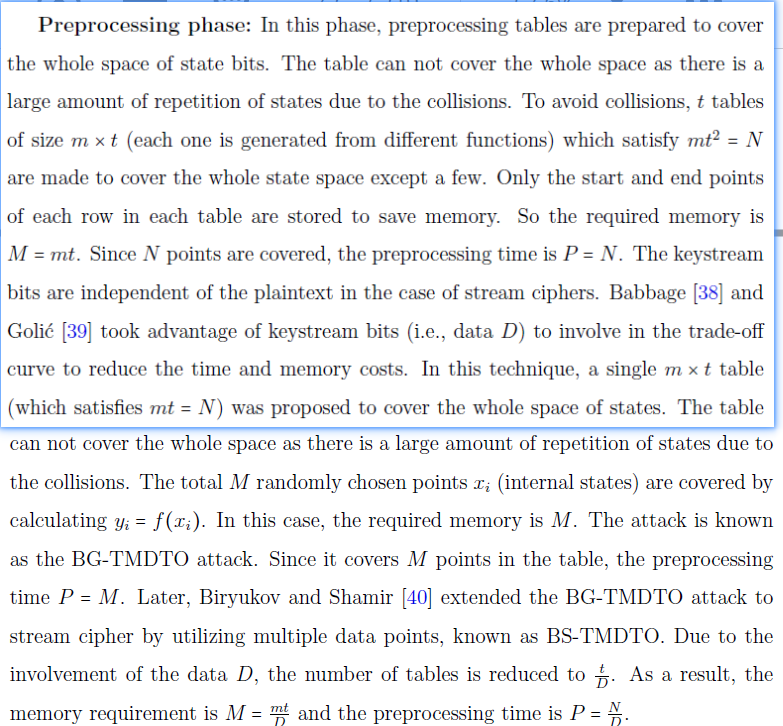 Preprocessing phase: In this phase, preprocessing tables are prepared to cover
the whole space of state bits. The table can not cover the whole space as there is a
large amount of repetition of states due to the collisions. To avoid collisions, t tables
of size m × t (each one is generated from different functions) which satisfy mt² = N
are made to cover the whole state space except a few. Only the start and end points
of each row in each table are stored to save memory. So the required memory is
M = mt. Since N points are covered, the preprocessing time is P = N. The keystream
bits are independent of the plaintext in the case of stream ciphers. Babbage [38] and
Golić [39] took advantage of keystream bits (i.e., data D) to involve in the trade-off
curve to reduce the time and memory costs. In this technique, a single m × t table
(which satisfies mt = N) was proposed to cover the whole space of states. The table
can not cover the whole space as there is a large amount of repetition of states due to
the collisions. The total M randomly chosen points xᵢ (internal states) are covered by
calculating yᵢ = f(xᵢ). In this case, the required memory is M. The attack is known
as the BG-TMDTO attack. Since it covers M points in the table, the preprocessing
time P = M. Later, Biryukov and Shamir [40] extended the BG-TMDTO attack to
stream cipher by utilizing multiple data points, known as BS-TMDTO. Due to the
involvement of the data D, the number of tables is reduced to t/D. As a result, the
memory requirement is M = mt/D and the preprocessing time is P = N/D.